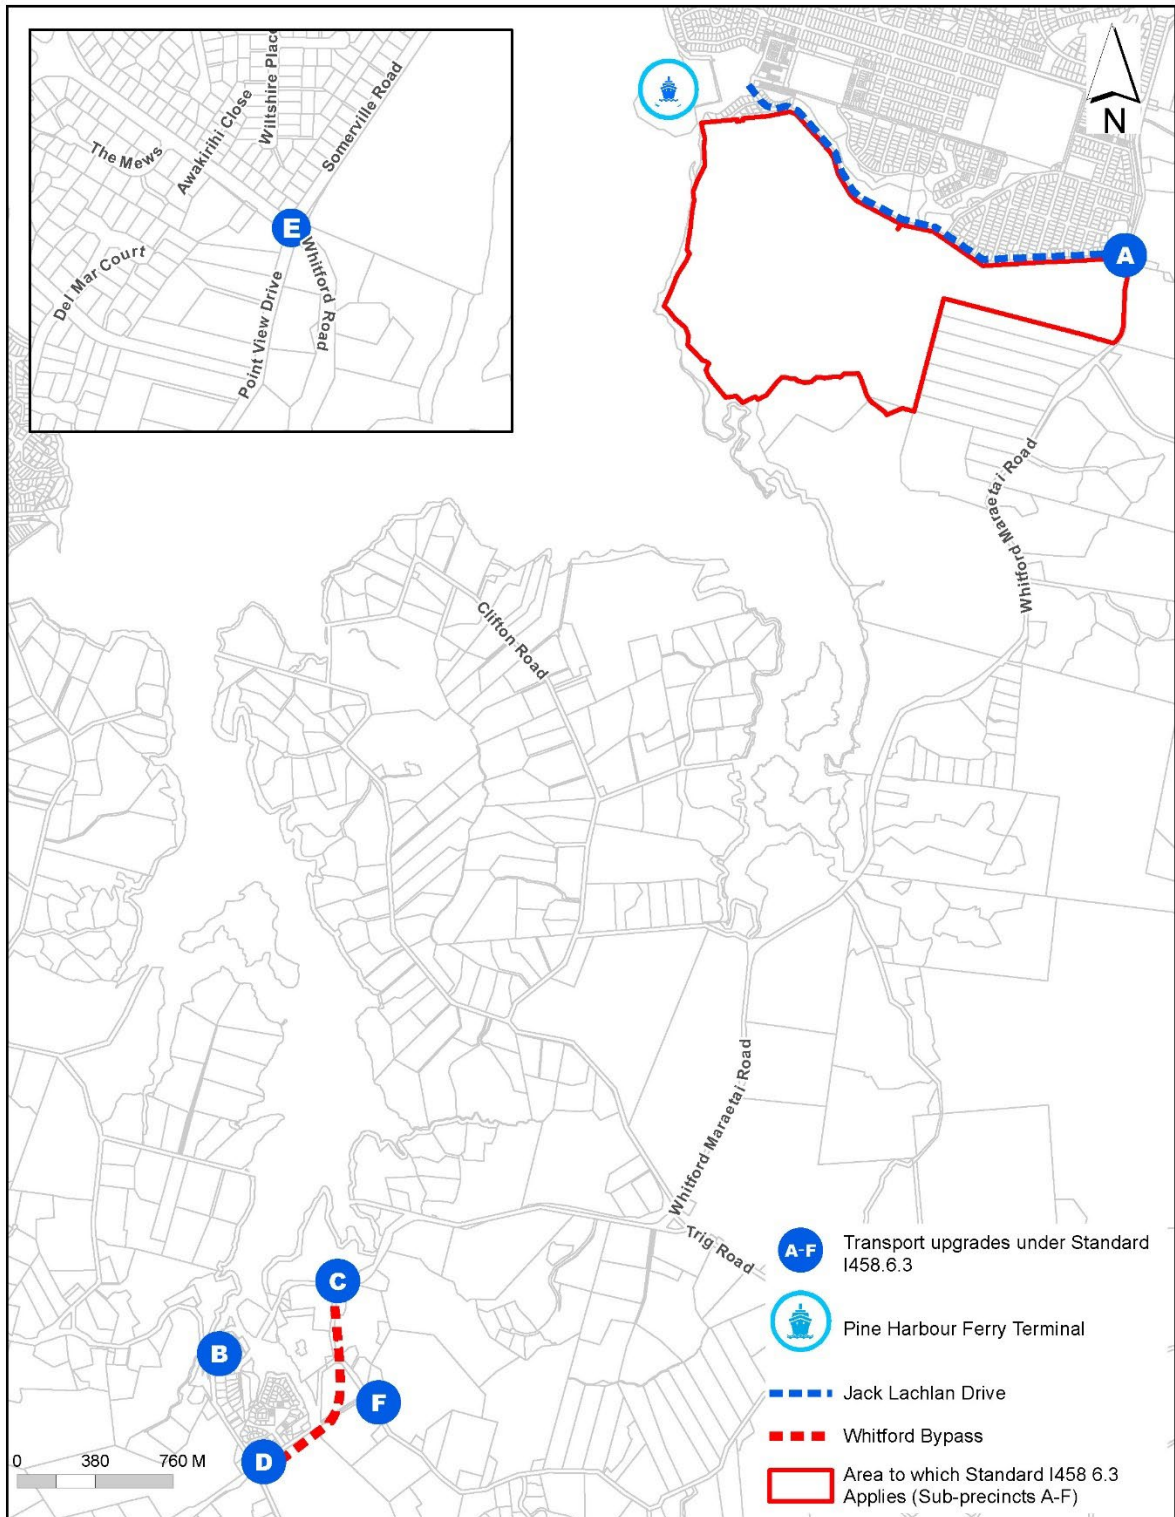 Wiltshire Place
Somerville Road
Awakirihi Close
The Mews
E
Whitford Road
Del Mar Court
Point View Drive
N
A
Whitford-Maraetai Road
Clifton Road
Whitford-Maraetai Road
Trig Road
C
B
F
D
0 380 760 M
A-F Transport upgrades under Standard
I458.6.3
Pine Harbour Ferry Terminal
Jack Lachlan Drive
Whitford Bypass
Area to which Standard I458 6.3
Applies (Sub-precincts A-F)